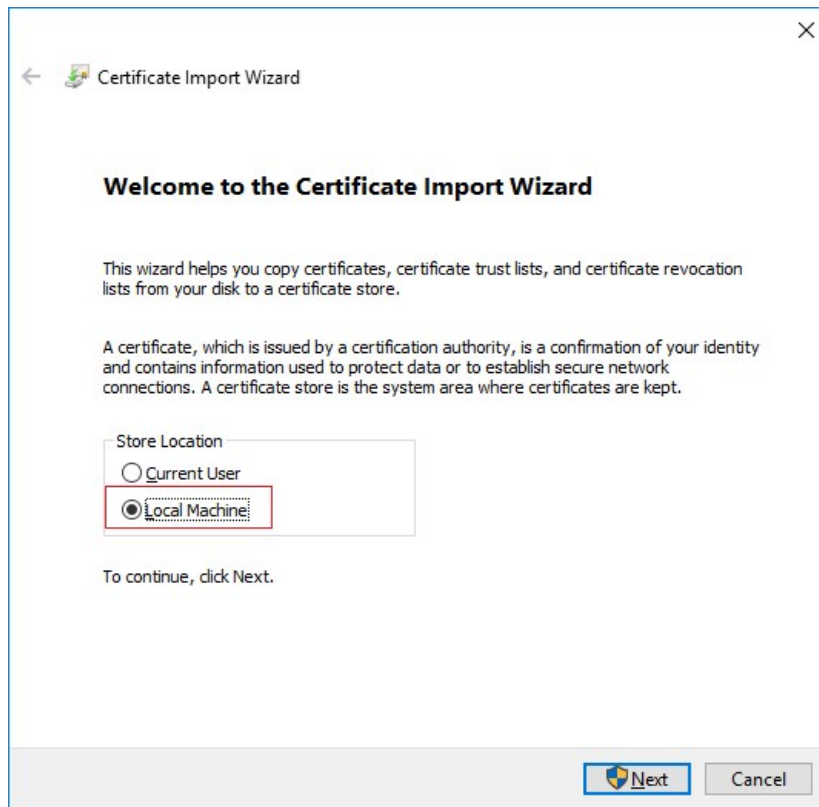 Certificate Import Wizard
Welcome to the Certificate Import Wizard
This wizard helps you copy certificates, certificate trust lists, and certificate revocation
lists from your disk to a certificate store.
A certificate, which is issued by a certification authority, is a confirmation of your identity
and contains information used to protect data or to establish secure network
connections. A certificate store is the system area where certificates are kept.
Store Location
Current User
Local Machine
To continue, click Next.
Next Cancel